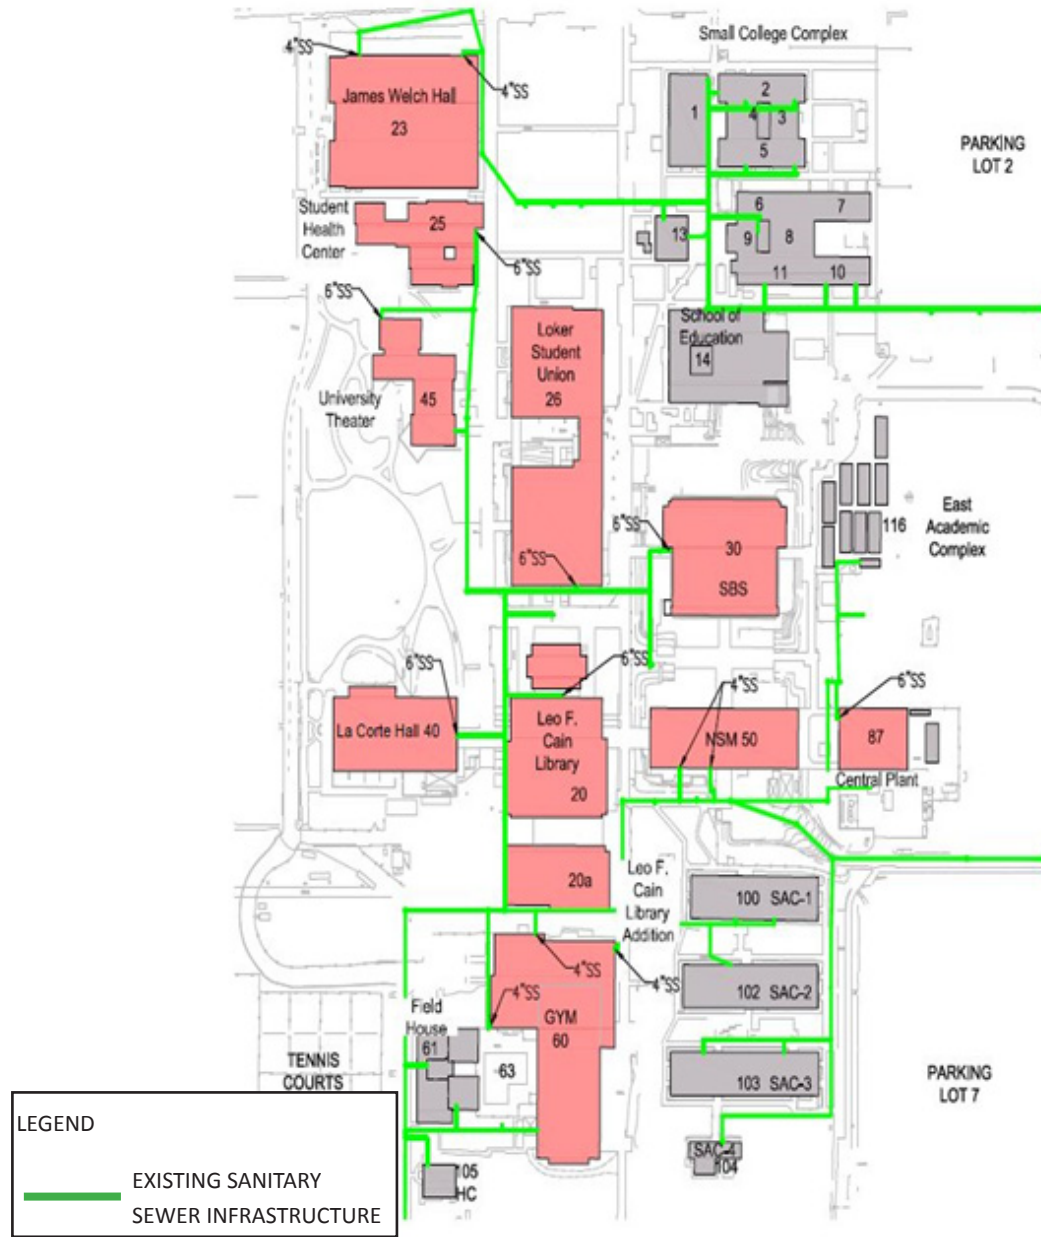 Small College Complex
4"SS
4"SS
James Welch Hall
23
1
2
4
3
5
PARKING
LOT 2
Student
Health
Center
25
6"SS
13
6
7
9
8
11
10
6"SS
University
Theater
45
Loker
Student
Union
26
School of
Education
14
6"SS
30
SBS
6"SS
116
East
Academic
Complex
6"SS
6"SS
4"SS
6"SS
La Corte Hall 40
Leo F.
Cain
Library
20
NSM 50
87
Central Plant
20a
Leo F.
Cain
Library
Addition
100 SAC-1
4"SS
4"SS
4"SS
102 SAC-2
Field
House
61
GYM
60
63
TENNIS
COURTS
103 SAC-3
PARKING
LOT 7
SAC-4
104
105
HC
LEGEND
EXISTING SANITARY
SEWER INFRASTRUCTURE